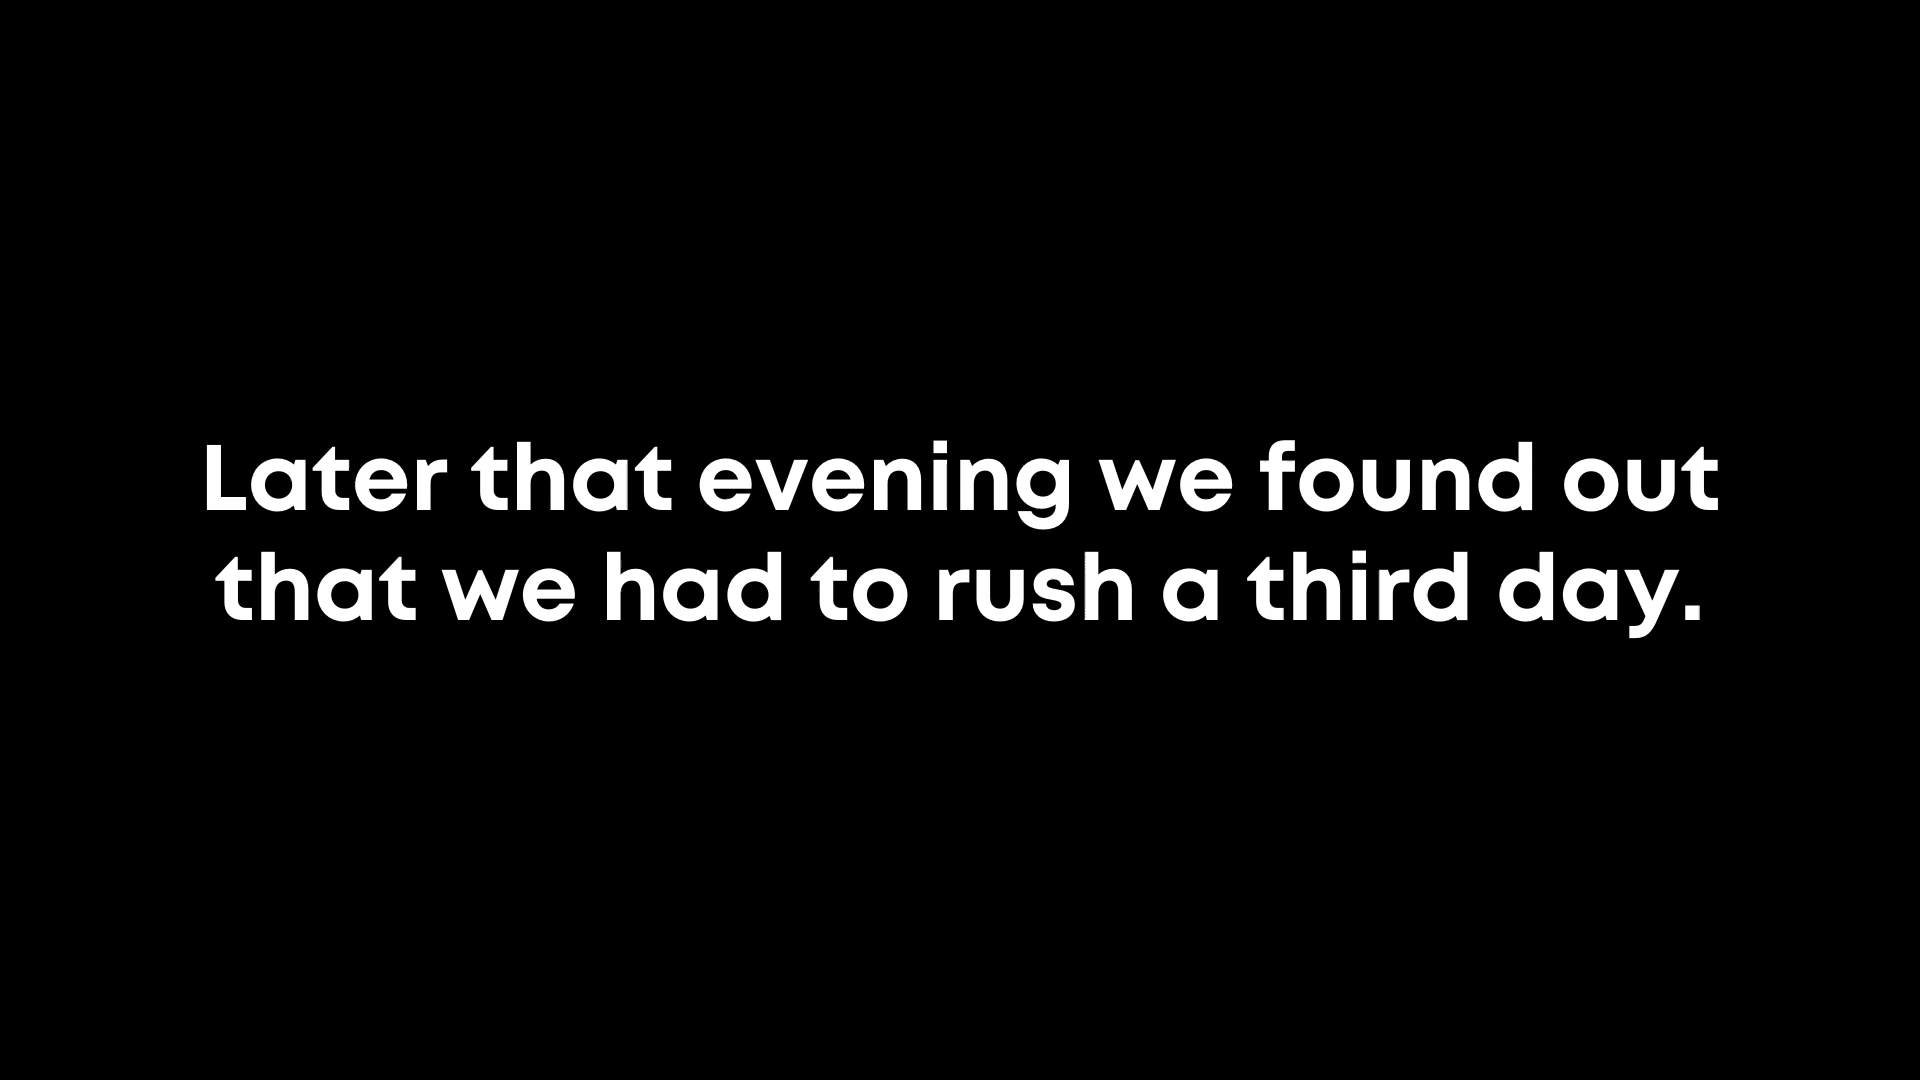 Later that evening we found out
that we had to rush a third day.